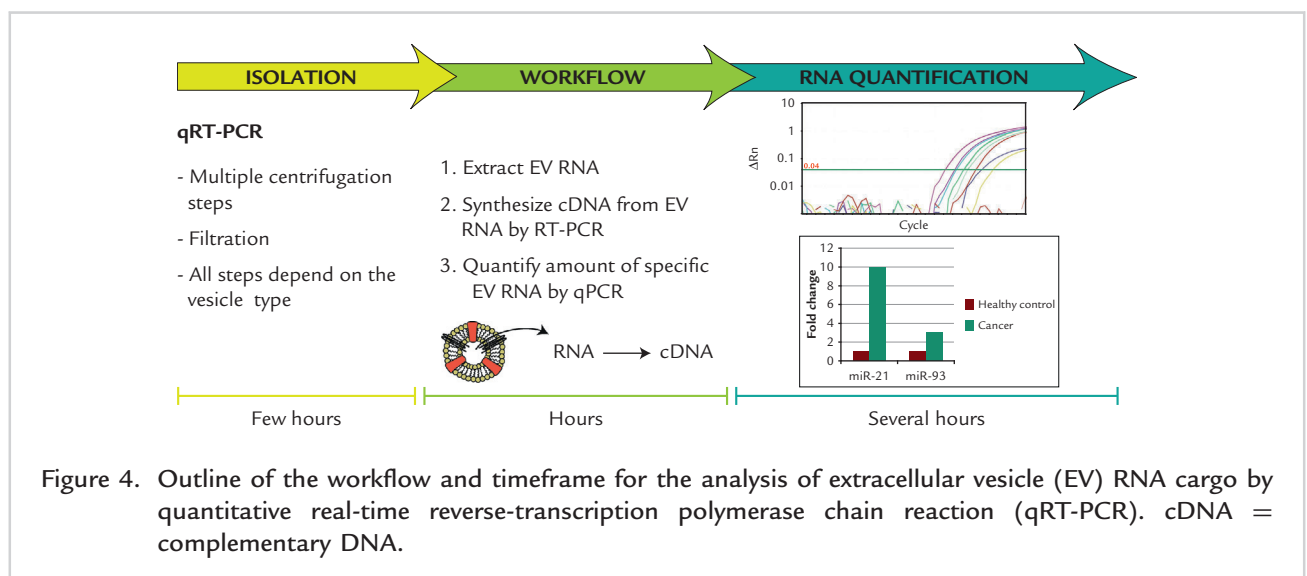 ISOLATION
WORKFLOW
RNA QUANTIFICATION
qRT-PCR
- Multiple centrifugation
steps
- Filtration
- All steps depend on the
vesicle type
1. Extract EV RNA
2. Synthesize cDNA from EV
RNA by RT-PCR
3. Quantify amount of specific
EV RNA by qPCR
RNA
cDNA
10
1
0.1
0.01
ΔRn
0.04
Cycle
12
10
8
6
4
2
0
Fold change
miR-21
miR-93
Healthy control
Cancer
Few hours
Hours
Several hours
Figure 4. Outline of the workflow and timeframe for the analysis of extracellular vesicle (EV) RNA cargo by
quantitative real-time reverse-transcription polymerase chain reaction (qRT-PCR). cDNA =
complementary DNA.